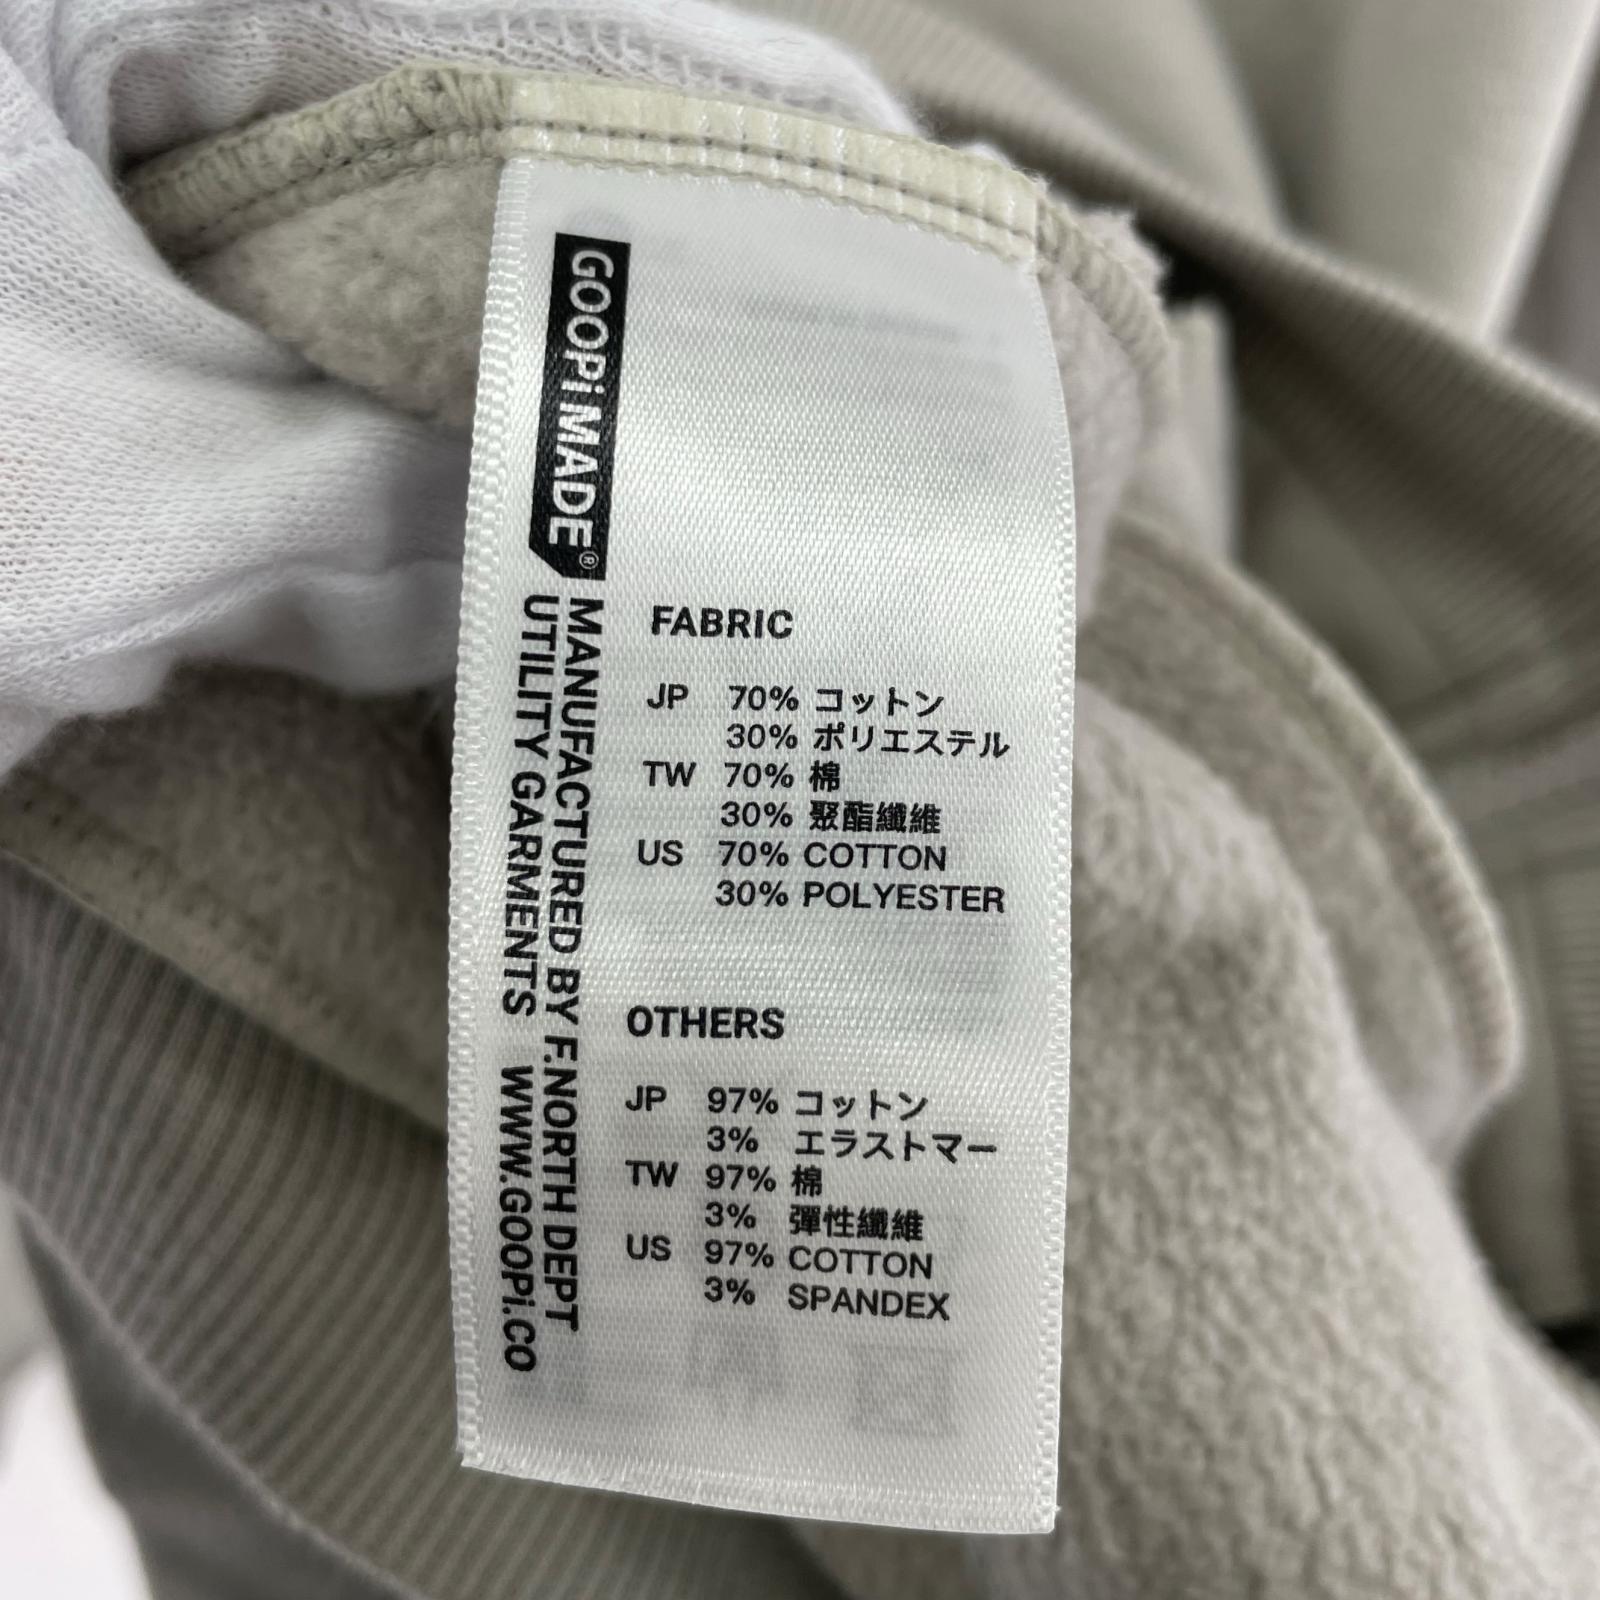 GOOPiMADE®
MANUFACTURED BY F.NORTH DEPT
UTILITY GARMENTS WWW.GOOPi.CO
FABRIC
JP 70% コットン
30% ポリエステル
TW 70% 棉
30% 聚酯纖維
US 70% COTTON
30% POLYESTER
OTHERS
JP 97% コットン
3% エラストマー
TW 97% 棉
3% 彈性纖維
US 97% COTTON
3% SPANDEX